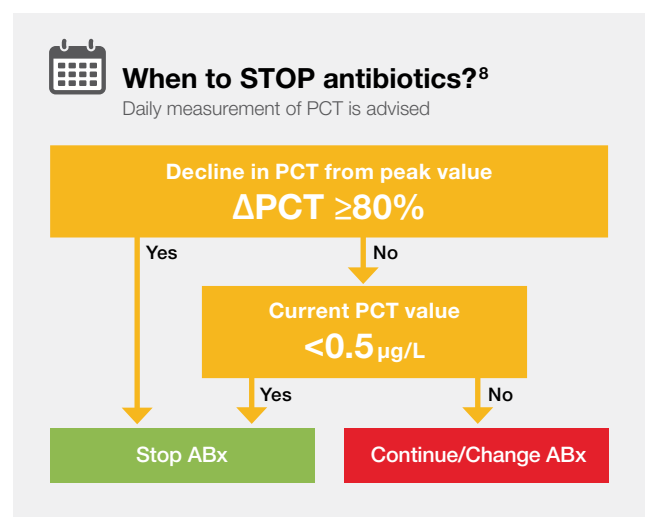 When to STOP antibiotics?⁸
Daily measurement of PCT is advised
Decline in PCT from peak value
ΔPCT ≥80%
Yes
No
Current PCT value
<0.5 µg/L
Yes
No
Stop ABx
Continue/Change ABx